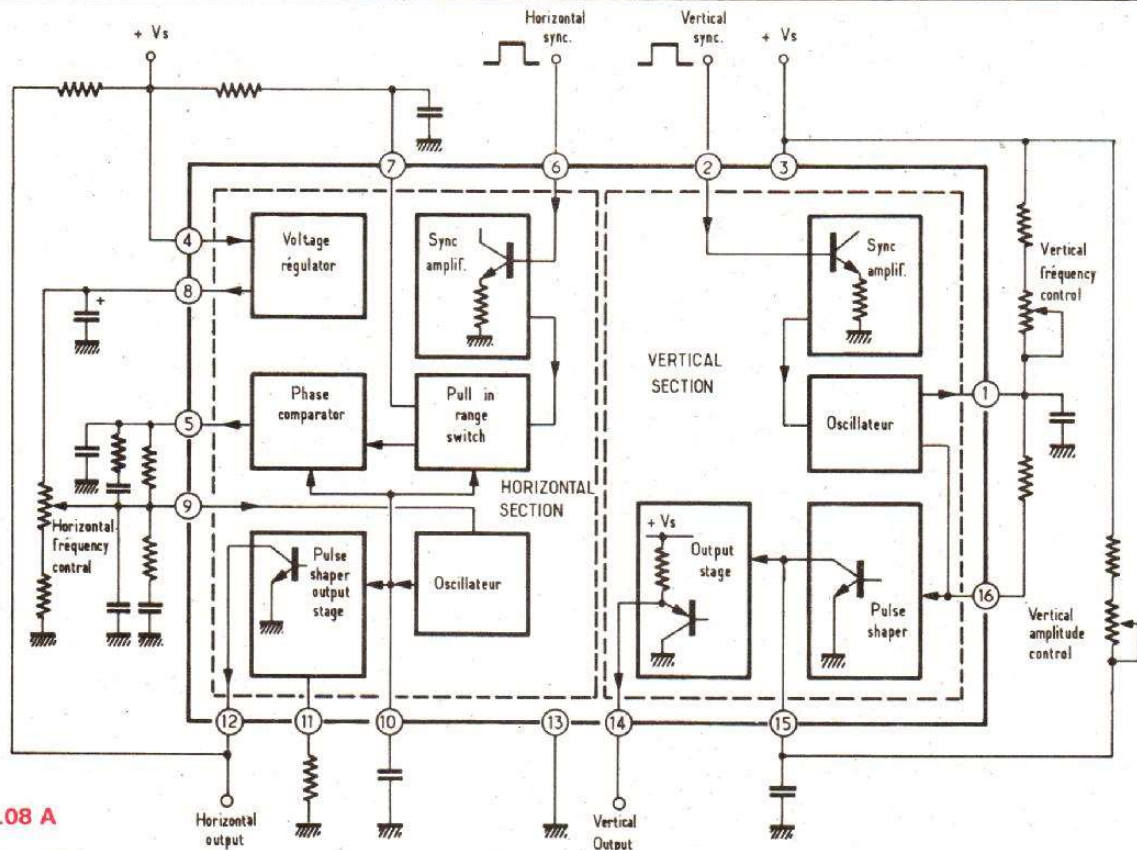 Horizontal
sync.
Vertical
sync.
+ Vs
+ Vs
7
6
2
3
4
Voltage
régulator
8
Sync
amplif.
Sync
amplif.
Vertical
fréquency
control
VERTICAL
SECTION
5
Phase
comparator
Pull in
range
switch
Oscillateur
1
9
HORIZONTAL
SECTION
Horizontal
fréquency
control
Pulse
shaper
output
stage
Oscillateur
+ Vs
Output
stage
Pulse
shaper
16
Vertical
amplitude
control
12
11
10
13
14
15
.08 A
Horizontal
output
Vertical
Output